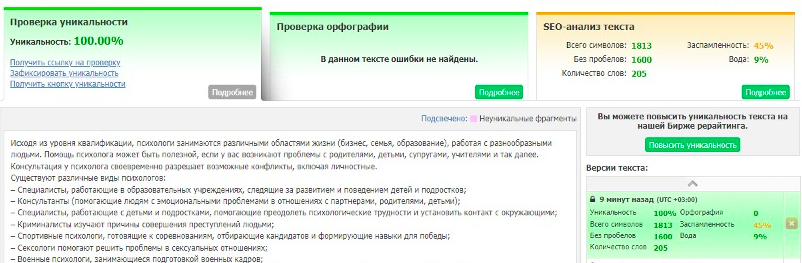 Проверка уникальности
Уникальность: 100.00%
Получить ссылку на проверку
Зафиксировать уникальность
Получить кнопку уникальности
Подробнее
Проверка орфографии
В данном тексте ошибки не найдены.
Подробнее
SEO-анализ текста
Всего символов: 1813 Заспамленность: 45%
Без пробелов: 1600 Вода: 9%
Количество слов: 205
Подробнее
Подсвечено: Неуникальные фрагменты
Исходя из уровня квалификации, психологи занимаются различными областями жизни (бизнес, семья, образование), работая с разнообразными
людьми. Помощь психолога может быть полезной, если у вас возникают проблемы с родителями, детьми, супругами, учителями и так далее.
Консультация у психолога своевременно разрешает возможные конфликты, включая личностные.
Существуют различные виды психологов:
– Специалисты, работающие в образовательных учреждениях, следящие за развитием и поведением детей и подростков;
– Консультанты (помогающие людям с эмоциональными проблемами в отношениях с партнерами, родителями, детьми);
– Специалисты, работающие с детьми и подростками, помогающие преодолеть психологические трудности и установить контакт с окружающими;
– Криминалисты изучают причины совершения преступлений людьми;
– Спортивные психологи, готовящие к соревнованиям, отбирающие кандидатов и формирующие навыки для победы;
– Сексологи помогают решить проблемы в сексуальных отношениях;
– Военные психологи, занимающиеся подготовкой военных кадров;
Вы можете повысить уникальность текста на
нашей Бирже рерайтинга.
Повысить уникальность
Версии текста:
9 минут назад (UTC +03:00)
Уникальность 100% Орфография 0
Всего символов 1813 Заспамленность 45%
Без пробелов 1600 Вода 9%
Количество слов 205